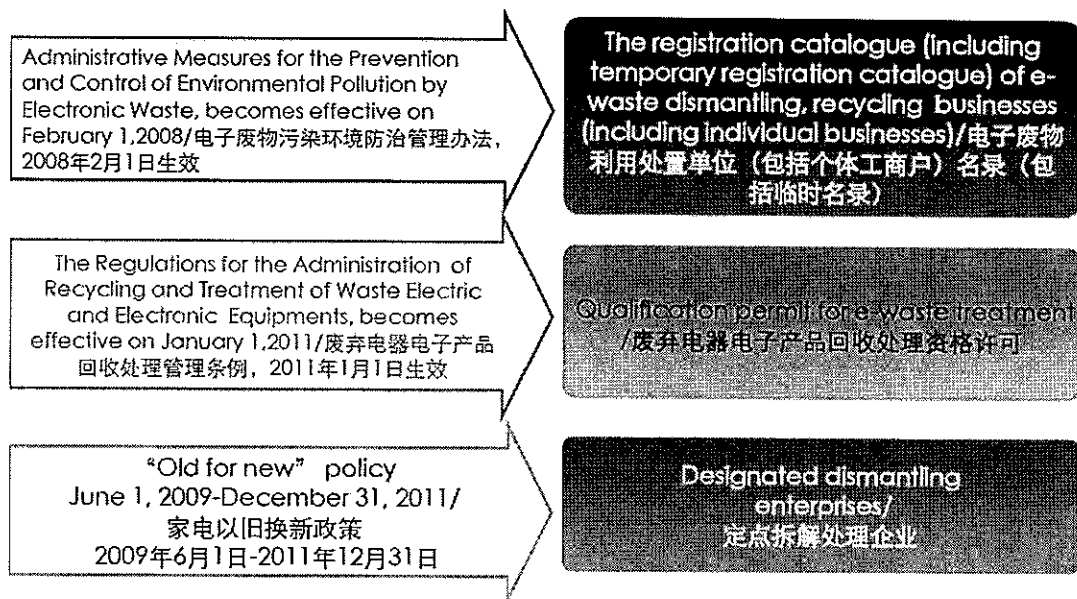 Administrative Measures for the Prevention
and Control of Environmental Pollution by
Electronic Waste, becomes effective on
February 1,2008/电子废物污染环境防治管理办法，
2008年2月1日生效
The registration catalogue (including
temporary registration catalogue) of e-
waste dismantling, recycling businesses
(including individual businesses)/电子废物
利用处置单位（包括个体工商户）名录（包
括临时名录）
The Regulations for the Administration of
Recycling and Treatment of Waste Electric
and Electronic Equipments, becomes
effective on January 1,2011/废弃电器电子产品
回收处理管理条例，2011年1月1日生效
Qualification permit for e-waste treatment
/废弃电器电子产品回收处理资格许可
“Old for new” policy
June 1, 2009-December 31, 2011/
家电以旧换新政策
2009年6月1日-2011年12月31日
Designated dismantling
enterprises/
定点拆解处理企业